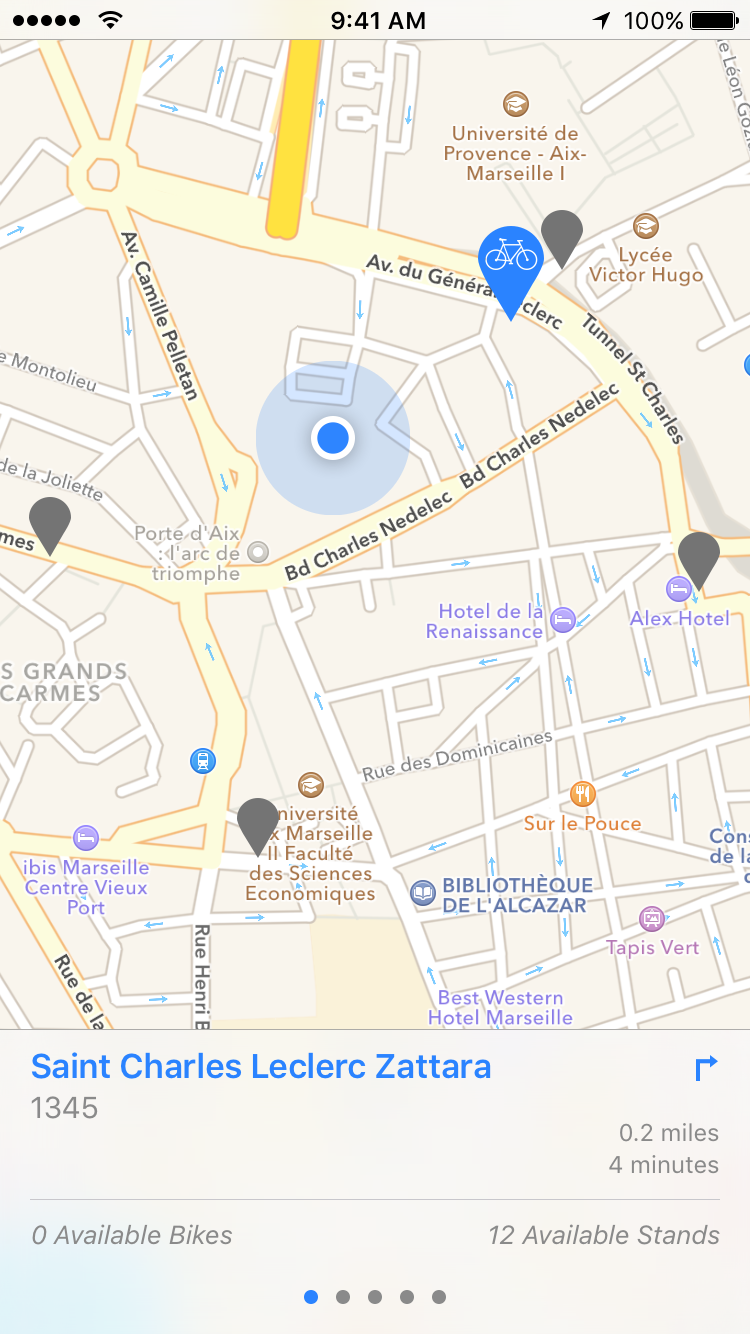 9:41 AM
100%
Université de
Provence - Aix-
Marseille I
Lycée
Victor Hugo
Av. du Général
clerc
Av. Camille Pelletan
Tunnel St Charles
e Montolieu
Bd Charles Nedelec
Bd Charles Nedelec
de la Joliette
mes
Porte d'Aix
: l'arc de
triomphe
Hotel de la
Renaissance
Alex Hotel
S GRANDS
CARMES
Rue des Dominicaines
niversité
x Marseille
II Faculté
des Sciences
Economiques
Sur le Pouce
Cons
de la
ibis Marseille
Centre Vieux
Port
BIBLIOTHÈQUE
DE L'ALCAZAR
Tapis Vert
Rue Henri B
Rue de la
Best Western
Hotel Marseille
Saint Charles Leclerc Zattara
1345
0.2 miles
4 minutes
0 Available Bikes
12 Available Stands